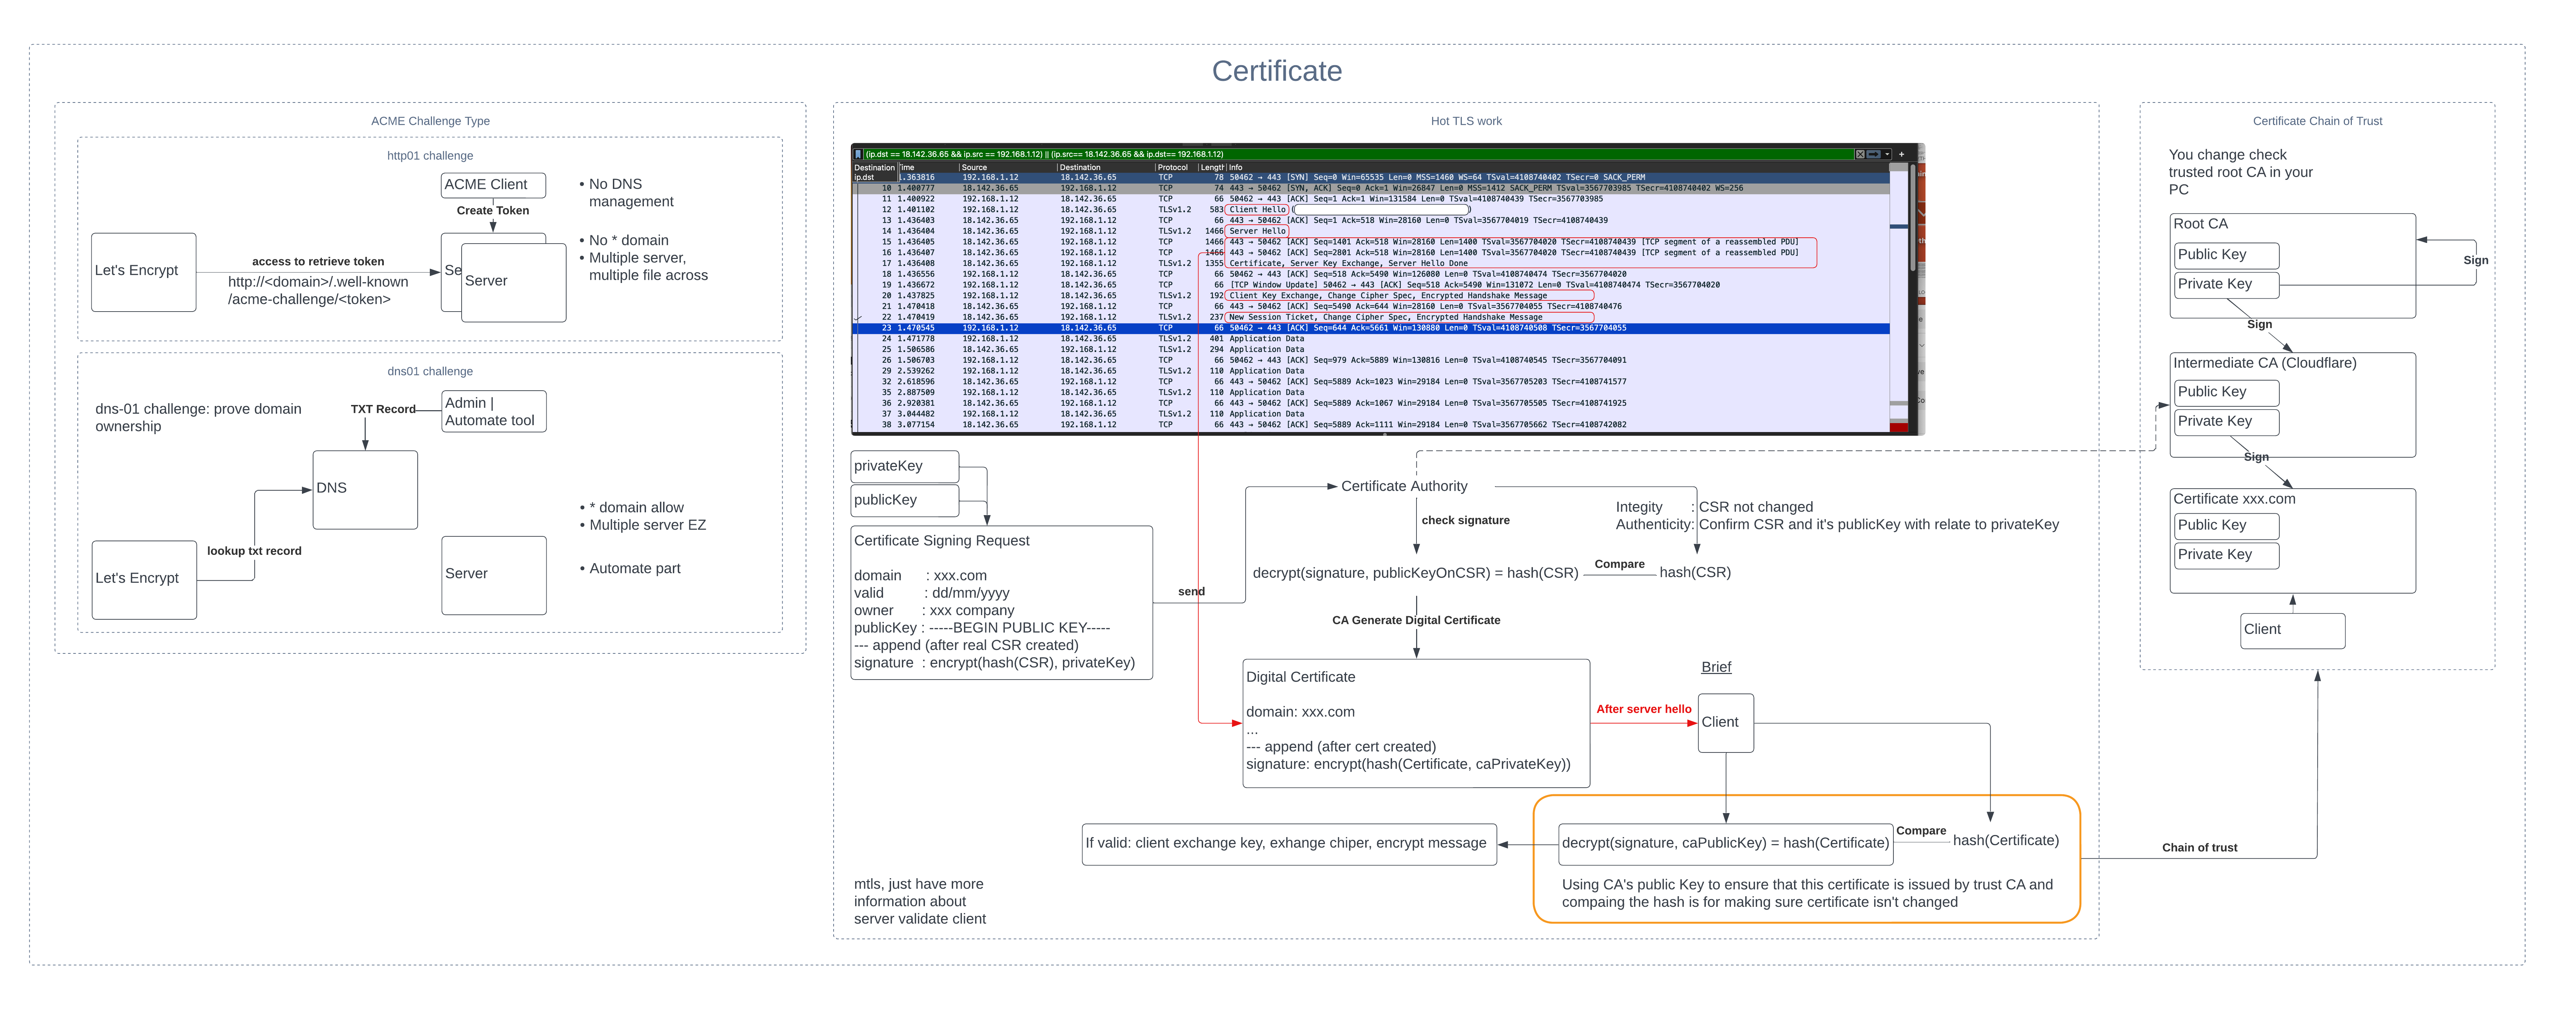 Certificate
ACME Challenge Type
http01 challenge
ACME Client
Create Token
• No DNS
management
• No * domain
• Multiple server,
multiple file across
Let's Encrypt
access to retrieve token
http://<domain>/.well-known
/acme-challenge/<token>
Se
Server
dns01 challenge
dns-01 challenge: prove domain
ownership
TXT Record
Admin |
Automate tool
DNS
lookup txt record
Let's Encrypt
Server
• * domain allow
• Multiple server EZ
• Automate part
Hot TLS work
(ip.dst == 18.142.36.65 && ip.src == 192.168.1.12) || (ip.src== 18.142.36.65 && ip.dst== 192.168.1.12)
Destination Time Source Destination Protocol Length Info
ip.dst 1.363816 192.168.1.12 18.142.36.65 TCP 78 50462 → 443 [SYN] Seq=0 Win=65535 Len=0 MSS=1460 WS=64 TSval=4108740402 TSecr=0 SACK_PERM
10 1.400777 18.142.36.65 192.168.1.12 TCP 74 443 → 50462 [SYN, ACK] Seq=0 Ack=1 Win=26847 Len=0 MSS=1412 SACK_PERM TSval=3567703985 TSecr=4108740402 WS=256
11 1.400922 192.168.1.12 18.142.36.65 TCP 66 50462 → 443 [ACK] Seq=1 Ack=1 Win=131584 Len=0 TSval=4108740439 TSecr=3567703985
12 1.401102 192.168.1.12 18.142.36.65 TLSv1.2 583 Client Hello (
13 1.436403 18.142.36.65 192.168.1.12 TCP 66 443 → 50462 [ACK] Seq=1 Ack=518 Win=28160 Len=0 TSval=3567704019 TSecr=4108740439
14 1.436404 18.142.36.65 192.168.1.12 TLSv1.2 1466 Server Hello
15 1.436405 18.142.36.65 192.168.1.12 TCP 1466 443 → 50462 [ACK] Seq=1401 Ack=518 Win=28160 Len=1400 TSval=3567704020 TSecr=4108740439 [TCP segment of a reassembled PDU]
16 1.436407 18.142.36.65 192.168.1.12 TCP 1466 443 → 50462 [ACK] Seq=2801 Ack=518 Win=28160 Len=1400 TSval=3567704020 TSecr=4108740439 [TCP segment of a reassembled PDU]
17 1.436408 18.142.36.65 192.168.1.12 TLSv1.2 1355 Certificate, Server Key Exchange, Server Hello Done
18 1.436556 192.168.1.12 18.142.36.65 TCP 66 50462 → 443 [ACK] Seq=518 Ack=5490 Win=126080 Len=0 TSval=4108740474 TSecr=3567704020
19 1.436672 192.168.1.12 18.142.36.65 TCP 66 [TCP Window Update] 50462 → 443 [ACK] Seq=518 Ack=5490 Win=131072 Len=0 TSval=4108740474 TSecr=3567704020
20 1.437825 192.168.1.12 18.142.36.65 TLSv1.2 192 Client Key Exchange, Change Cipher Spec, Encrypted Handshake Message
21 1.470418 18.142.36.65 192.168.1.12 TCP 66 443 → 50462 [ACK] Seq=5490 Ack=644 Win=28160 Len=0 TSval=3567704055 TSecr=4108740476
22 1.470419 18.142.36.65 192.168.1.12 TLSv1.2 237 New Session Ticket, Change Cipher Spec, Encrypted Handshake Message
23 1.470545 192.168.1.12 18.142.36.65 TCP 66 50462 → 443 [ACK] Seq=644 Ack=5661 Win=130880 Len=0 TSval=4108740508 TSecr=3567704055
24 1.471778 192.168.1.12 18.142.36.65 TLSv1.2 401 Application Data
25 1.506586 18.142.36.65 192.168.1.12 TLSv1.2 294 Application Data
26 1.506703 192.168.1.12 18.142.36.65 TCP 66 50462 → 443 [ACK] Seq=979 Ack=5889 Win=130816 Len=0 TSval=4108740545 TSecr=3567704091
29 2.539262 192.168.1.12 18.142.36.65 TLSv1.2 110 Application Data
32 2.618596 18.142.36.65 192.168.1.12 TCP 66 443 → 50462 [ACK] Seq=5889 Ack=1023 Win=29184 Len=0 TSval=3567705203 TSecr=4108741577
35 2.887509 192.168.1.12 18.142.36.65 TLSv1.2 110 Application Data
36 2.920381 18.142.36.65 192.168.1.12 TCP 66 443 → 50462 [ACK] Seq=5889 Ack=1067 Win=29184 Len=0 TSval=3567705505 TSecr=4108741925
37 3.044482 192.168.1.12 18.142.36.65 TLSv1.2 110 Application Data
38 3.077154 18.142.36.65 192.168.1.12 TCP 66 443 → 50462 [ACK] Seq=5889 Ack=1111 Win=29184 Len=0 TSval=3567705662 TSecr=4108742082
privateKey
publicKey
Certificate Signing Request
domain : xxx.com
valid : dd/mm/yyyy
owner : xxx company
publicKey : -----BEGIN PUBLIC KEY-----
--- append (after real CSR created)
signature : encrypt(hash(CSR), privateKey)
send
Certificate Authority
check signature
Integity : CSR not changed
Authenticity: Confirm CSR and it's publicKey with relate to privateKey
decrypt(signature, publicKeyOnCSR) = hash(CSR)
Compare
hash(CSR)
CA Generate Digital Certificate
Digital Certificate
domain: xxx.com
...
--- append (after cert created)
signature: encrypt(hash(Certificate, caPrivateKey))
After server hello
Brief
Client
If valid: client exchange key, exhange chiper, encrypt message
decrypt(signature, caPublicKey) = hash(Certificate)
Compare
hash(Certificate)
Using CA's public Key to ensure that this certificate is issued by trust CA and
compaing the hash is for making sure certificate isn't changed
mtls, just have more
information about
server validate client
Chain of trust
Certificate Chain of Trust
You change check
trusted root CA in your
PC
Root CA
Public Key
Private Key
Sign
Sign
Intermediate CA (Cloudflare)
Public Key
Private Key
Sign
Certificate xxx.com
Public Key
Private Key
Client